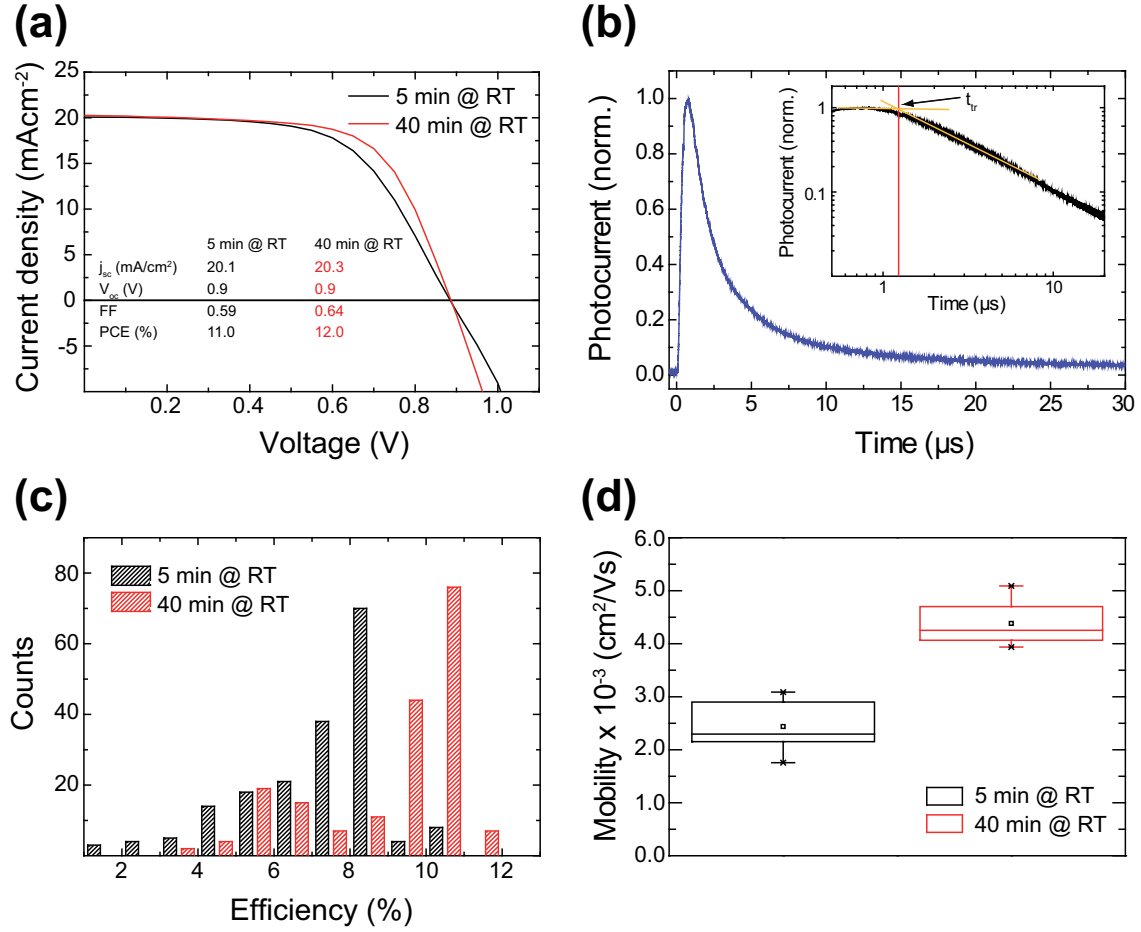 (a)
25
20
15
10
5
0
-5
Current density (mAcm⁻²)
5 min @ RT
40 min @ RT
5 min @ RT 40 min @ RT
jsc (mA/cm²) 20.1 20.3
Voc (V) 0.9 0.9
FF 0.59 0.64
PCE (%) 11.0 12.0
0.2 0.4 0.6 0.8 1.0
Voltage (V)
(b)
1.0
0.8
0.6
0.4
0.2
0.0
Photocurrent (norm.)
0 5 10 15 20 25 30
Time (µs)
ttr
1
0.1
Photocurrent (norm.)
1 10
Time (µs)
(c)
80
60
40
20
Counts
5 min @ RT
40 min @ RT
2 4 6 8 10 12
Efficiency (%)
(d)
6.0
5.0
4.0
3.0
2.0
1.0
0.0
Mobility x 10⁻³ (cm²/Vs)
5 min @ RT
40 min @ RT